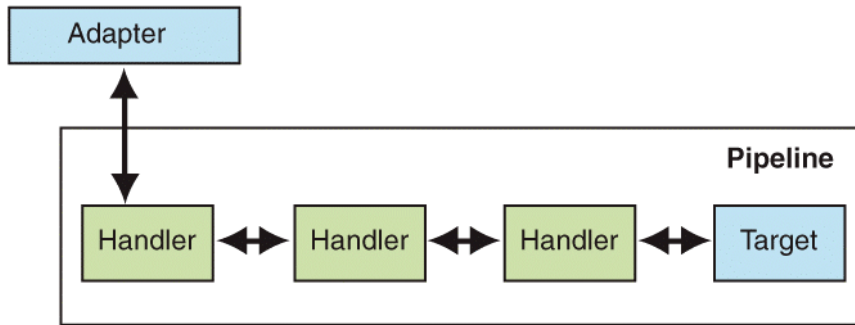 Adapter
Pipeline
Handler
Handler
Handler
Target